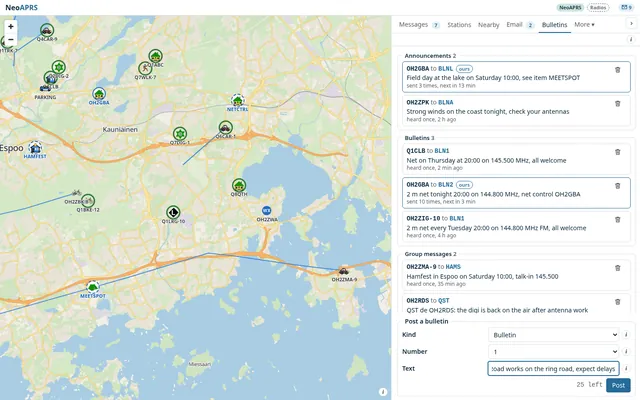 NeoAPRS
NeoAPRS Radios 9
Messages 7 Stations Nearby Email 2 Bulletins More
Announcements 2
OH2GBA to BLNL ours
Field day at the lake on Saturday 10:00, see item MEETSPOT
sent 3 times, next in 13 min
OH2ZPK to BLNA
Strong winds on the coast tonight, check your antennas
heard once, 2 h ago
Bulletins 3
Q1CLB to BLN1
Net on Thursday at 20:00 on 145.500 MHz, all welcome
heard once, 2 min ago
OH2GBA to BLN2 ours
2 m net tonight 20:00 on 144.800 MHz, net control OH2GBA
sent 10 times, next in 3 min
OH2ZIG-10 to BLN1
2 m net every Tuesday 20:00 on 144.800 MHz FM, all welcome
heard once, 4 h ago
Group messages 2
OH2ZMA-9 to HAMS
Hamfest in Espoo on Saturday 10:00, talk-in 145.500
heard once, 35 min ago
OH2RDS to QST
QST de OH2RDS: the digi is back on the air after antenna work
Post a bulletin
Kind Bulletin
Number 1
Text road works on the ring road, expect delays
25 left Post
+
−
Q4CAR-9
Q7WLX-7
PARKING
OH2GBA
NETCTRL
Kauniainen
Q6CAR-1
Espoo
HAMFEST
Q8OTH
OH2ZWA
Q1LRG-10
OH2ZMA-9
MEETSPOT
Miessaari